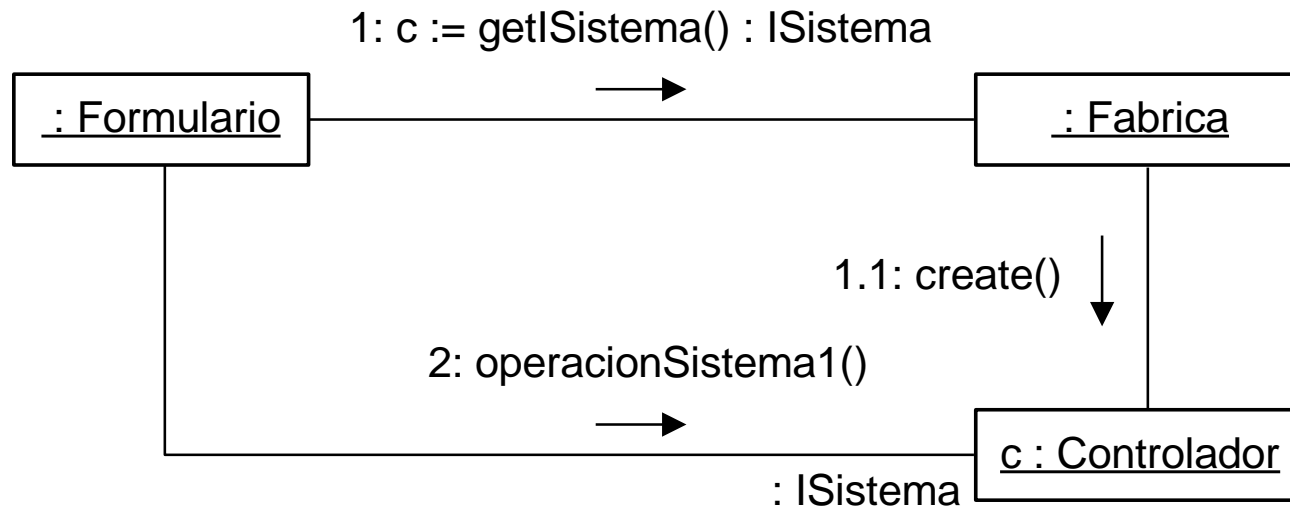 1: c := getISistema() : ISistema
: Formulario
: Fabrica
1.1: create()
2: operacionSistema1()
c : Controlador
: ISistema